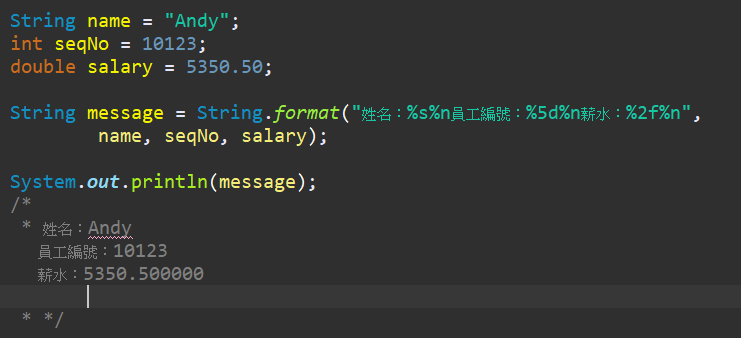 String name = "Andy";
int seqNo = 10123;
double salary = 5350.50;
String message = String.format("姓名：%s%n員工編號：%5d%n薪水：%2f%n",
name, seqNo, salary);
System.out.println(message);
/*
* 姓名：Andy
員工編號：10123
薪水：5350.500000
* */